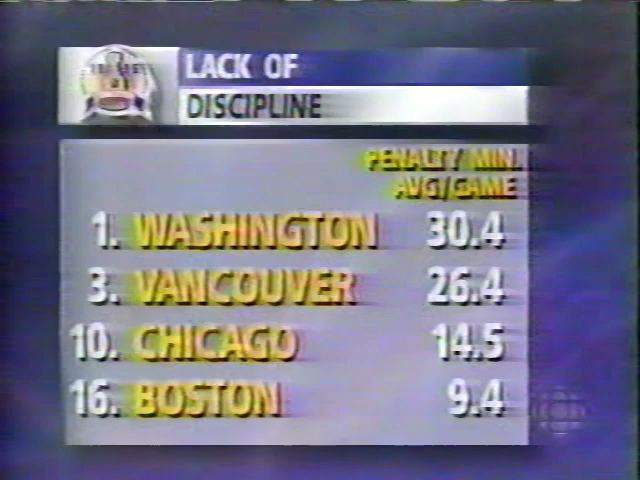 LACK OF
DISCIPLINE
PENALTY MIN.
AVG/GAME
1. WASHINGTON 30.4
3. VANCOUVER 26.4
10. CHICAGO 14.5
16. BOSTON 9.4